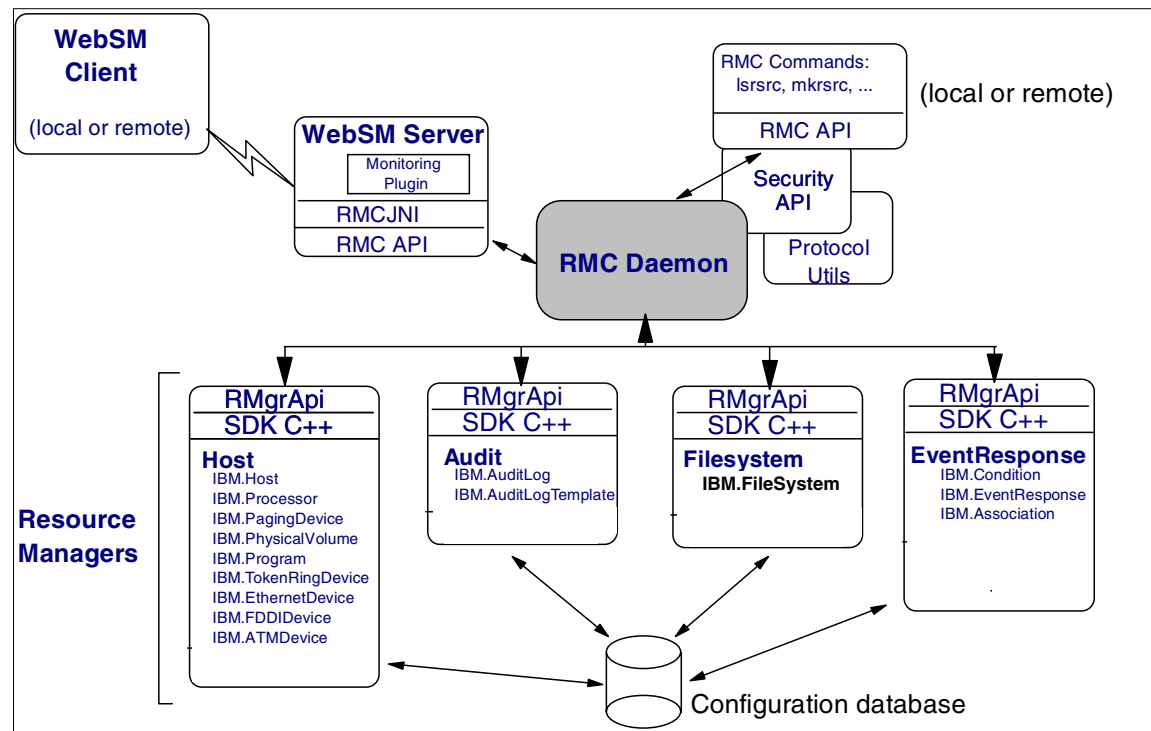 WebSM
Client
(local or remote)
WebSM Server
Monitoring
Plugin
RMCJNI
RMC API
RMC Commands:
lsrsrc, mkrsrc, ...
RMC API
(local or remote)
Security
API
Protocol
Utils
RMC Daemon
Resource
Managers
RMgrApi
SDK C++
Host
IBM.Host
IBM.Processor
IBM.PagingDevice
IBM.PhysicalVolume
IBM.Program
IBM.TokenRingDevice
IBM.EthernetDevice
IBM.FDDIDevice
IBM.ATMDevice
RMgrApi
SDK C++
Audit
IBM.AuditLog
IBM.AuditLogTemplate
RMgrApi
SDK C++
Filesystem
IBM.FileSystem
RMgrApi
SDK C++
EventResponse
IBM.Condition
IBM.EventResponse
IBM.Association
Configuration database